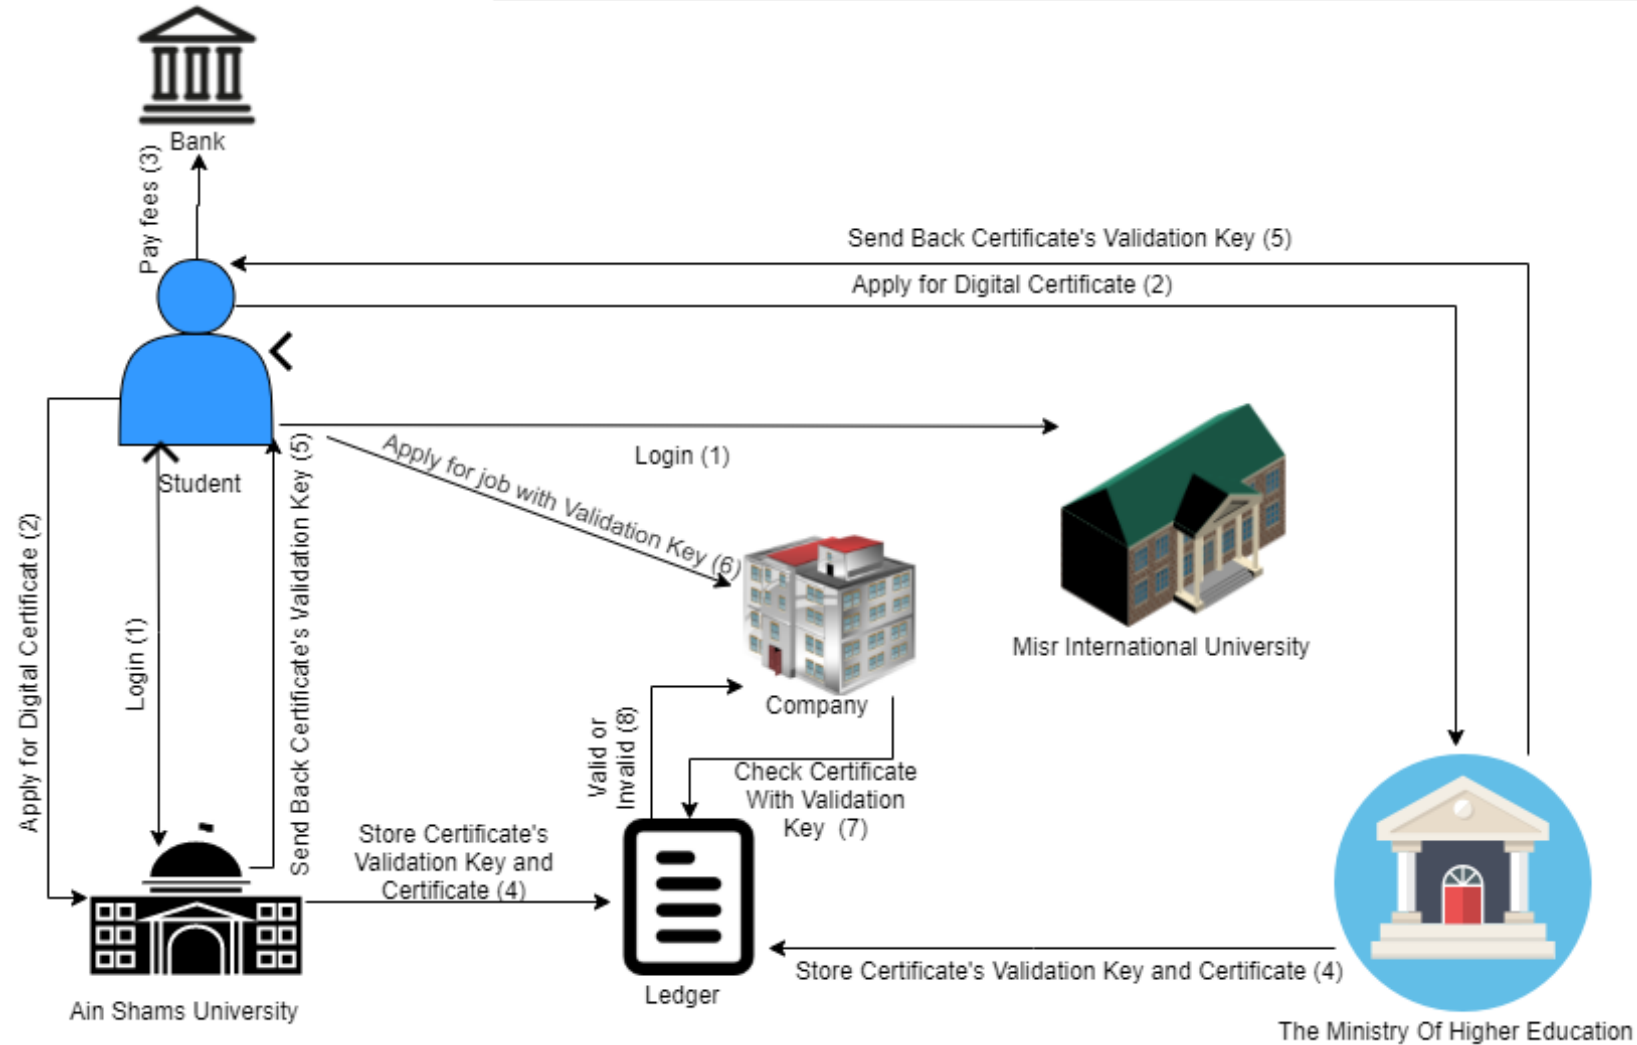 Bank
Pay fees (3)
Send Back Certificate's Validation Key (5)
Apply for Digital Certificate (2)
Student
Login (1)
Apply for job with Validation Key (6)
Misr International University
Company
Apply for Digital Certificate (2)
Login (1)
Send Back Certificate's Validation Key (5)
Valid or
Invalid (8)
Check Certificate
With Validation
Key (7)
Store Certificate's
Validation Key and
Certificate (4)
Store Certificate's Validation Key and Certificate (4)
Ledger
Ain Shams University
The Ministry Of Higher Education